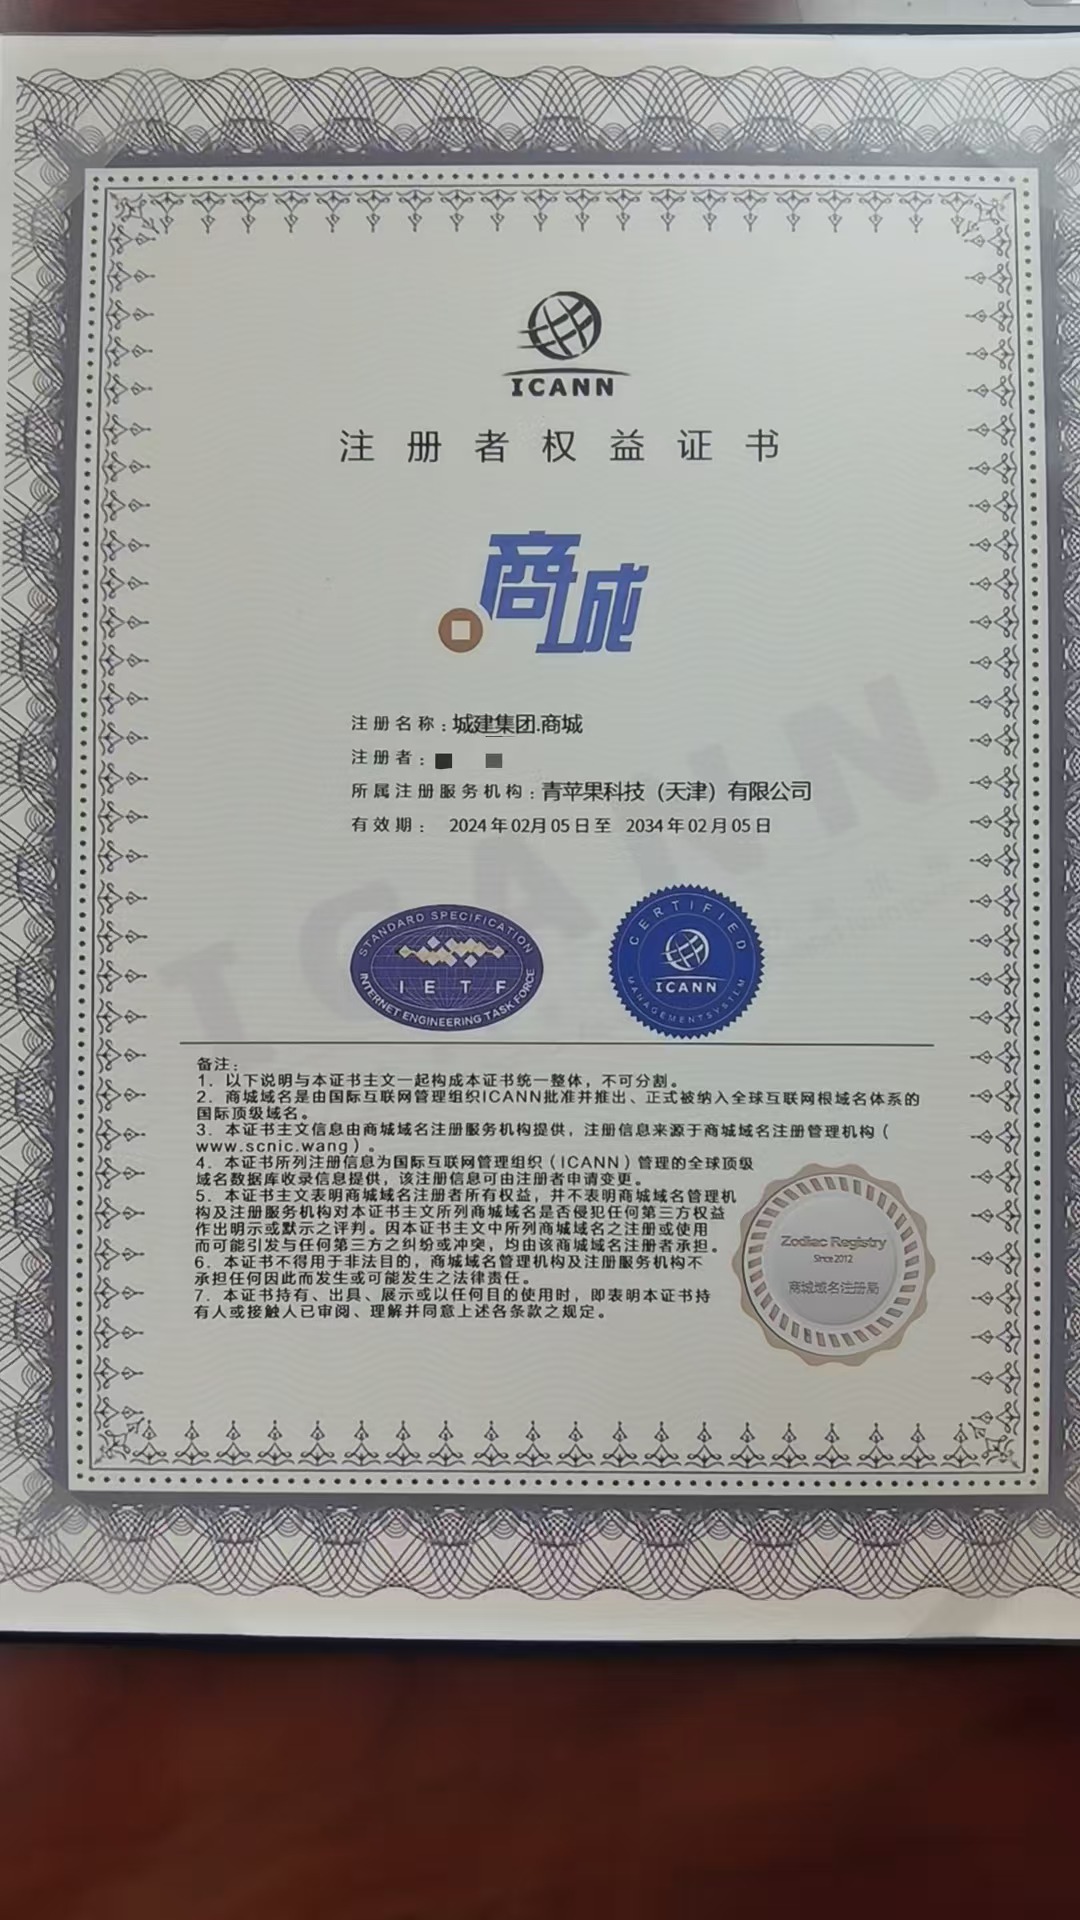 ICANN
注册者权益证书
商城
注册名称：城建集团.商城
注册者：
所属注册服务机构：青苹果科技（天津）有限公司
有效期： 2024年02月05日至 2034年02月05日
STANDARD SPECIFICATION
IETF
INTERNET ENGINEERING TASK FORCE
CERTIFIED
ICANN
MANAGEMENTSYSTEM
ICANN
备注：
1．以下说明与本证书主文一起构成本证书统一整体，不可分割。
2．商城域名是由国际互联网管理组织ICANN批准并推出、正式被纳入全球互联网根域名体系的
国际顶级域名。
3．本证书主文信息由商城域名注册服务机构提供，注册信息来源于商城域名注册管理机构（
www.scnic.wang）。
4．本证书所列注册信息为国际互联网管理组织（ICANN）管理的全球顶级
域名数据库收录信息提供，该注册信息可由注册者申请变更。
5．本证书主文表明商城域名注册者所有权益，并不表明商城域名管理机
构及注册服务机构对本证书主文所列商城域名是否侵犯任何第三方权益
作出明示或默示之评判。因本证书主文中所列商城域名之注册或使用
而可能引发与任何第三方之纠纷或冲突，均由该商城域名注册者承担。
6．本证书不得用于非法目的，商城域名管理机构及注册服务机构不
承担任何因此而发生或可能发生之法律责任。
7．本证书持有、出具、展示或以任何目的使用时，即表明本证书持
有人或接触人已审阅、理解并同意上述各条款之规定。
Zodiac Registry
Since 2012
商城域名注册局